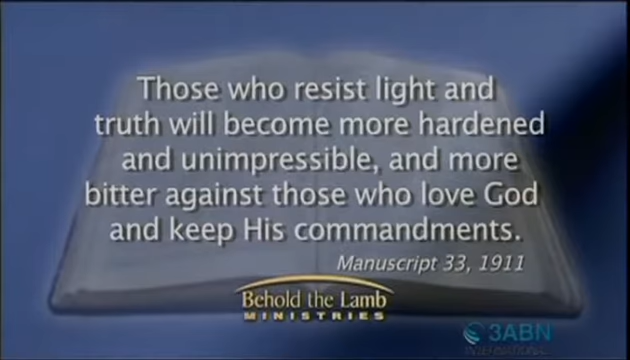 Those who resist light and
truth will become more hardened
and unimpressible, and more
bitter against those who love God
and keep His commandments.
Manuscript 33, 1911
Behold the Lamb
MINISTRIES
3ABN
INTERNATIONAL